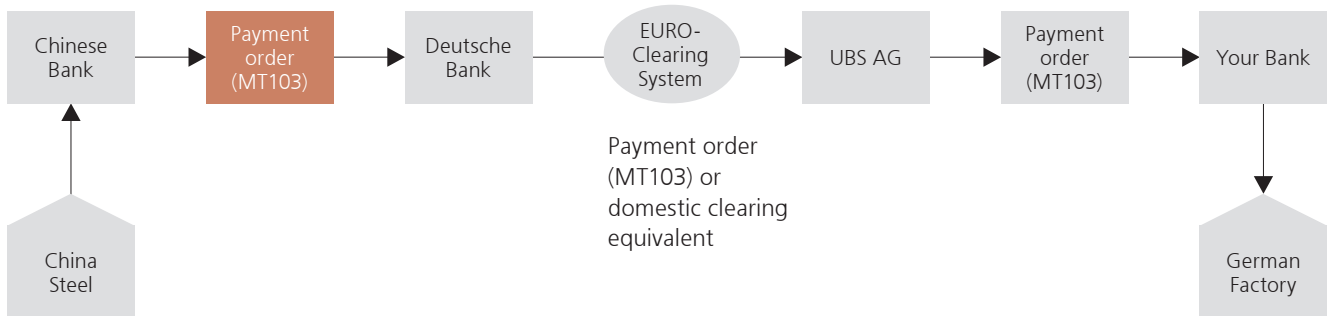 Chinese
Bank
Payment
order
(MT103)
Deutsche
Bank
EURO-
Clearing
System
UBS AG
Payment
order
(MT103)
Your Bank
Payment order
(MT103) or
domestic clearing
equivalent
China
Steel
German
Factory